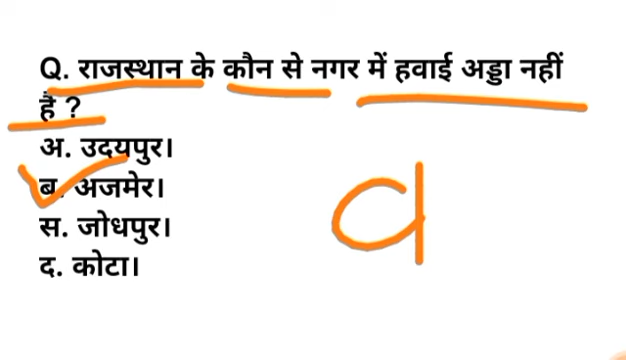 Q. राजस्थान के कौन से नगर में हवाई अड्डा नहीं
है ?
अ. उदयपुर।
ब. अजमेर।
स. जोधपुर।
द. कोटा।